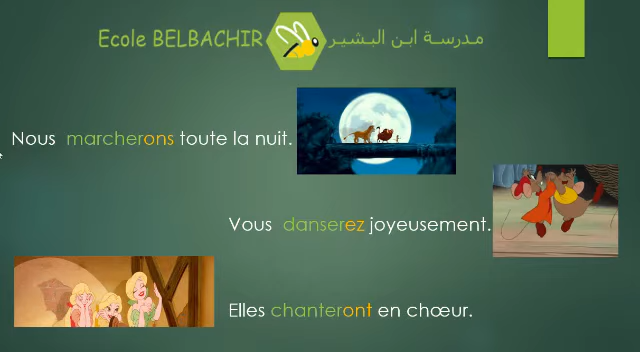 Ecole BELBACHIR مدرسة ابن البشير
Nous marcherons toute la nuit.
Vous danserez joyeusement.
Elles chanteront en chœur.